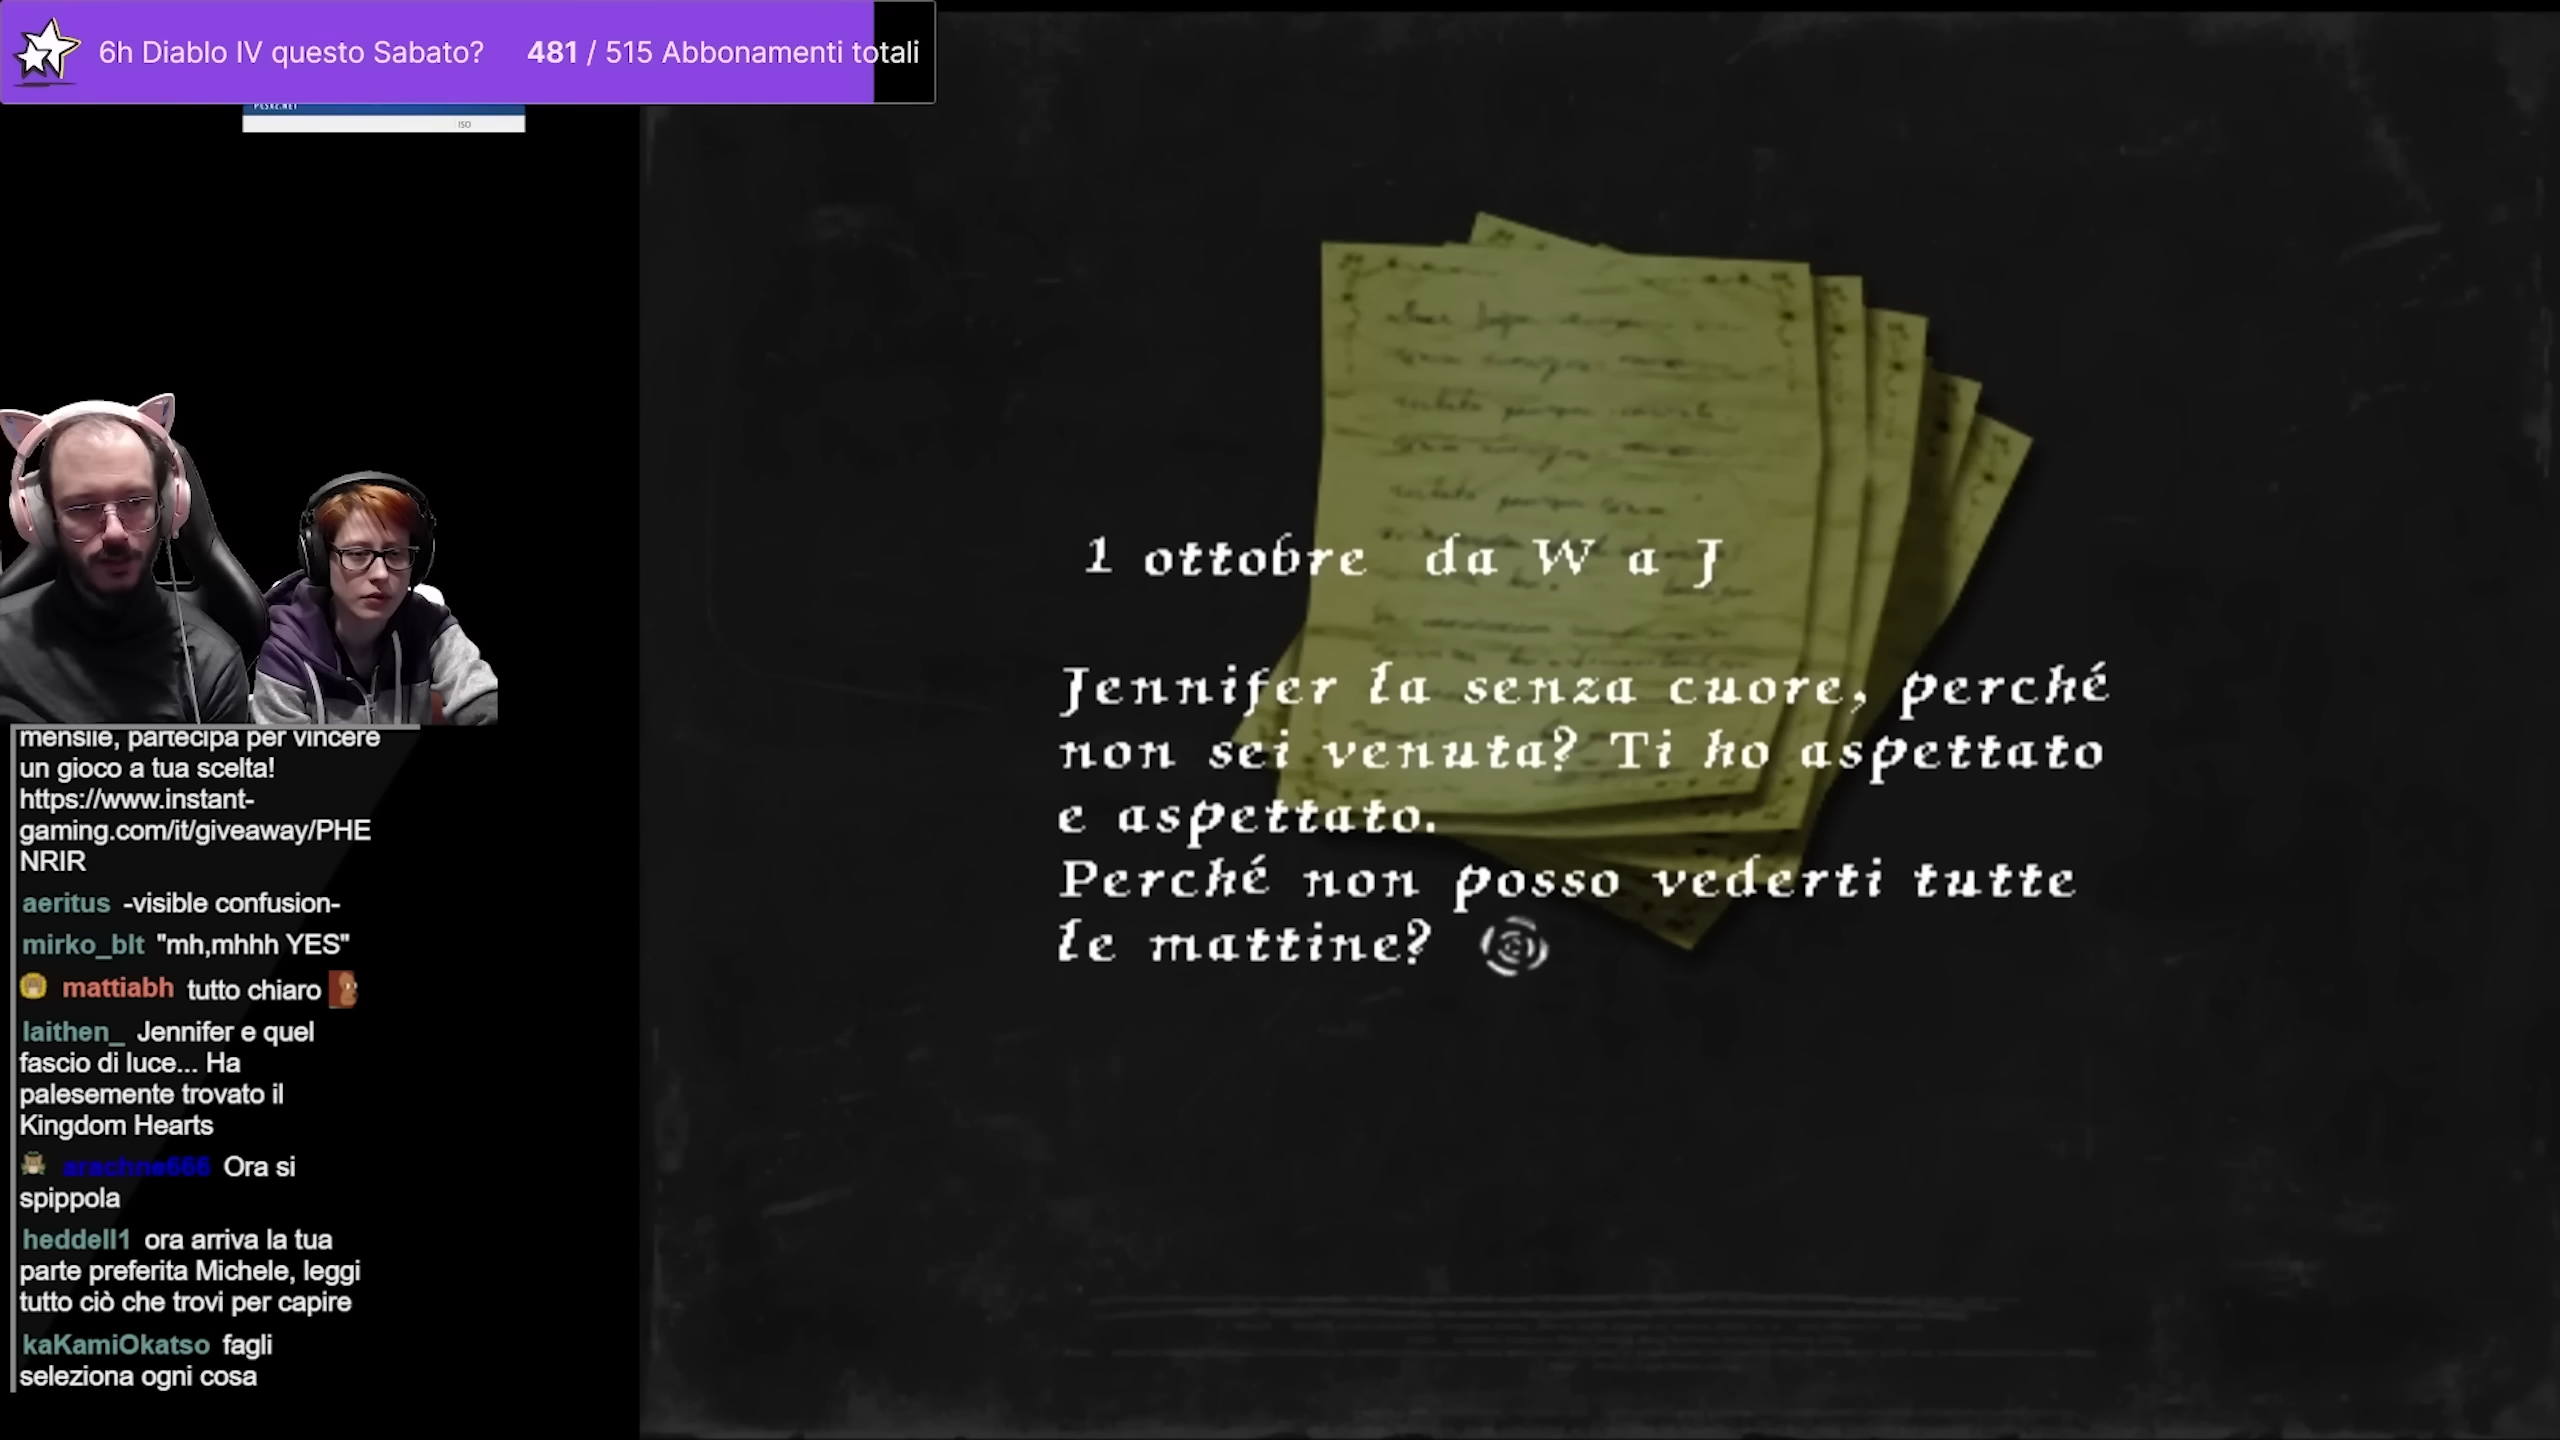 6h Diablo IV questo Sabato? 481 / 515 Abbonamenti totali
ISO
1 ottobre da W a J
Jennifer la senza cuore, perché
non sei venuta? Ti ho aspettato
e aspettato.
Perché non posso vederti tutte
le mattine?
mensile, partecipa per vincere
un gioco a tua scelta!
https://www.instant-
gaming.com/it/giveaway/PHE
NRIR
aeritus -visible confusion-
mirko_blt "mh,mhhh YES"
mattiabh tutto chiaro
laithen_ Jennifer e quel
fascio di luce... Ha
palesemente trovato il
Kingdom Hearts
arachne666 Ora si
spippola
heddell1 ora arriva la tua
parte preferita Michele, leggi
tutto ciò che trovi per capire
kaKamiOkatso fagli
seleziona ogni cosa